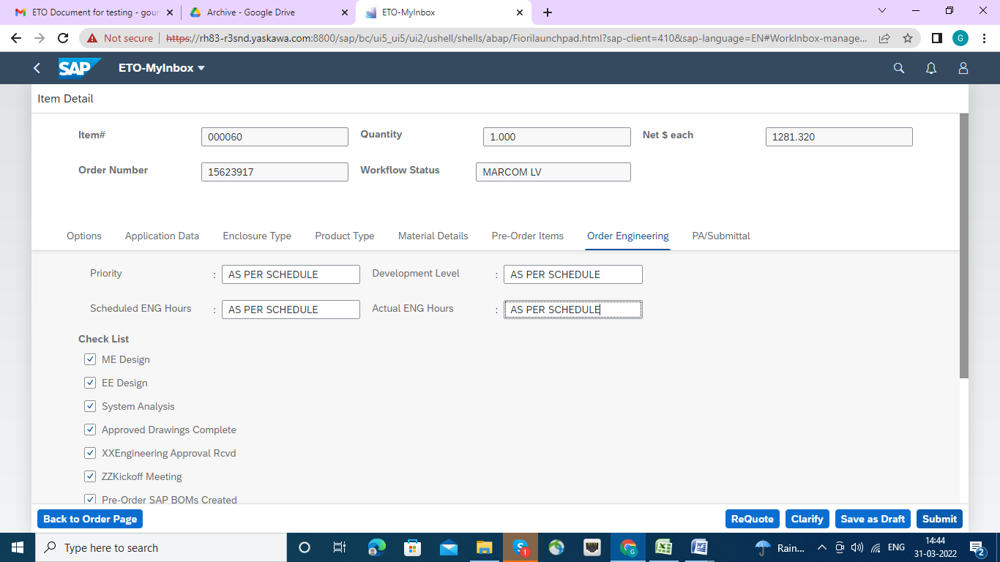 ETO Document for testing - gour
Archive - Google Drive
ETO-MyInbox
Not secure
https://rh83-r3snd.yaskawa.com:8800/sap/bc/ui5_ui5/ui2/ushell/shells/abap/Fiorilaunchpad.html?sap-client=410&sap-language=EN#WorkInbox-manage...
G
SAP
ETO-MyInbox
Item Detail
Item# 000060 Quantity 1.000 Net $ each 1281.320
Order Number 15623917 Workflow Status MARCOM LV
Options Application Data Enclosure Type Product Type Material Details Pre-Order Items Order Engineering PA/Submittal
Priority : AS PER SCHEDULE Development Level : AS PER SCHEDULE
Scheduled ENG Hours : AS PER SCHEDULE Actual ENG Hours : AS PER SCHEDULE
Check List
ME Design
EE Design
System Analysis
Approved Drawings Complete
XXEngineering Approval Rcvd
ZZKickoff Meeting
Pre-Order SAP BOMs Created
Back to Order Page ReQuote Clarify Save as Draft Submit
Type here to search
1
G
Rain...
ENG
14:44
31-03-2022
2